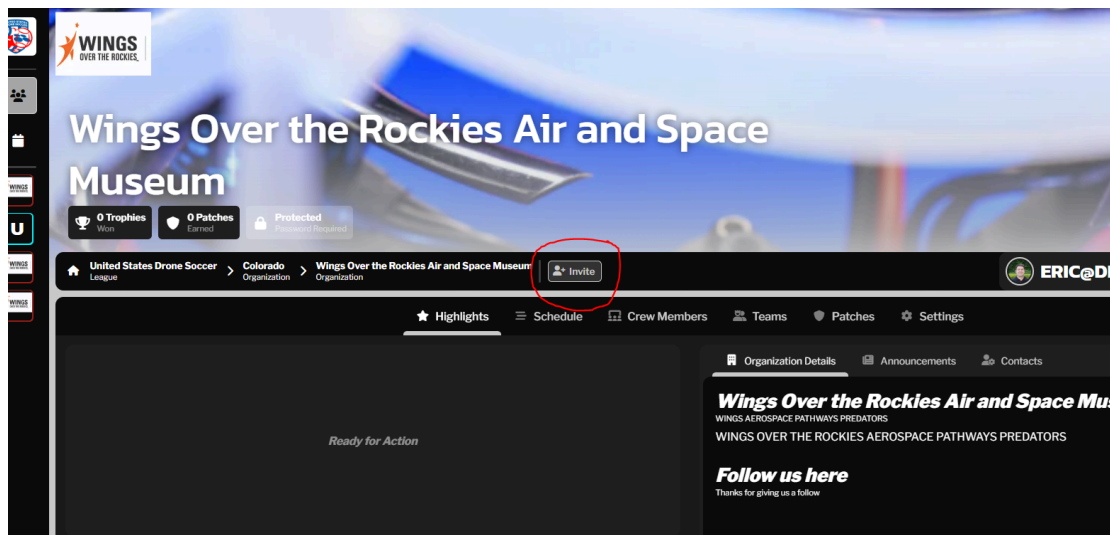 WINGS
OVER THE ROCKIES
Wings Over the Rockies Air and Space
Museum
0 Trophies
Won
0 Patches
Earned
Protected
Password Required
WINGS
U
WINGS
WINGS
United States Drone Soccer
League
Colorado
Organization
Wings Over the Rockies Air and Space Museum
Organization
Invite
ERIC@D
Highlights
Schedule
Crew Members
Teams
Patches
Settings
Organization Details
Announcements
Contacts
Ready for Action
Wings Over the Rockies Air and Space Mu
WINGS AEROSPACE PATHWAYS PREDATORS
WINGS OVER THE ROCKIES AEROSPACE PATHWAYS PREDATORS
Follow us here
Thanks for giving us a follow